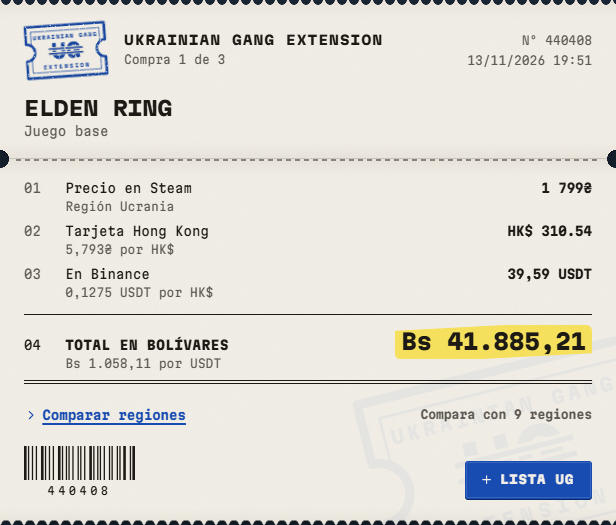 UKRAINIAN GANG
UG
EXTENSION
UKRAINIAN GANG EXTENSION
Compra 1 de 3
N° 440408
13/11/2026 19:51
ELDEN RING
Juego base
01 Precio en Steam 1 799₴
Región Ucrania
02 Tarjeta Hong Kong HK$ 310.54
5,793₴ por HK$
03 En Binance 39,59 USDT
0,1275 USDT por HK$
04 TOTAL EN BOLÍVARES Bs 41.885,21
Bs 1.058,11 por USDT
> Comparar regiones
Compara con 9 regiones
UKRAINIAN GANG
UG
EXTENSION
440408
+ LISTA UG